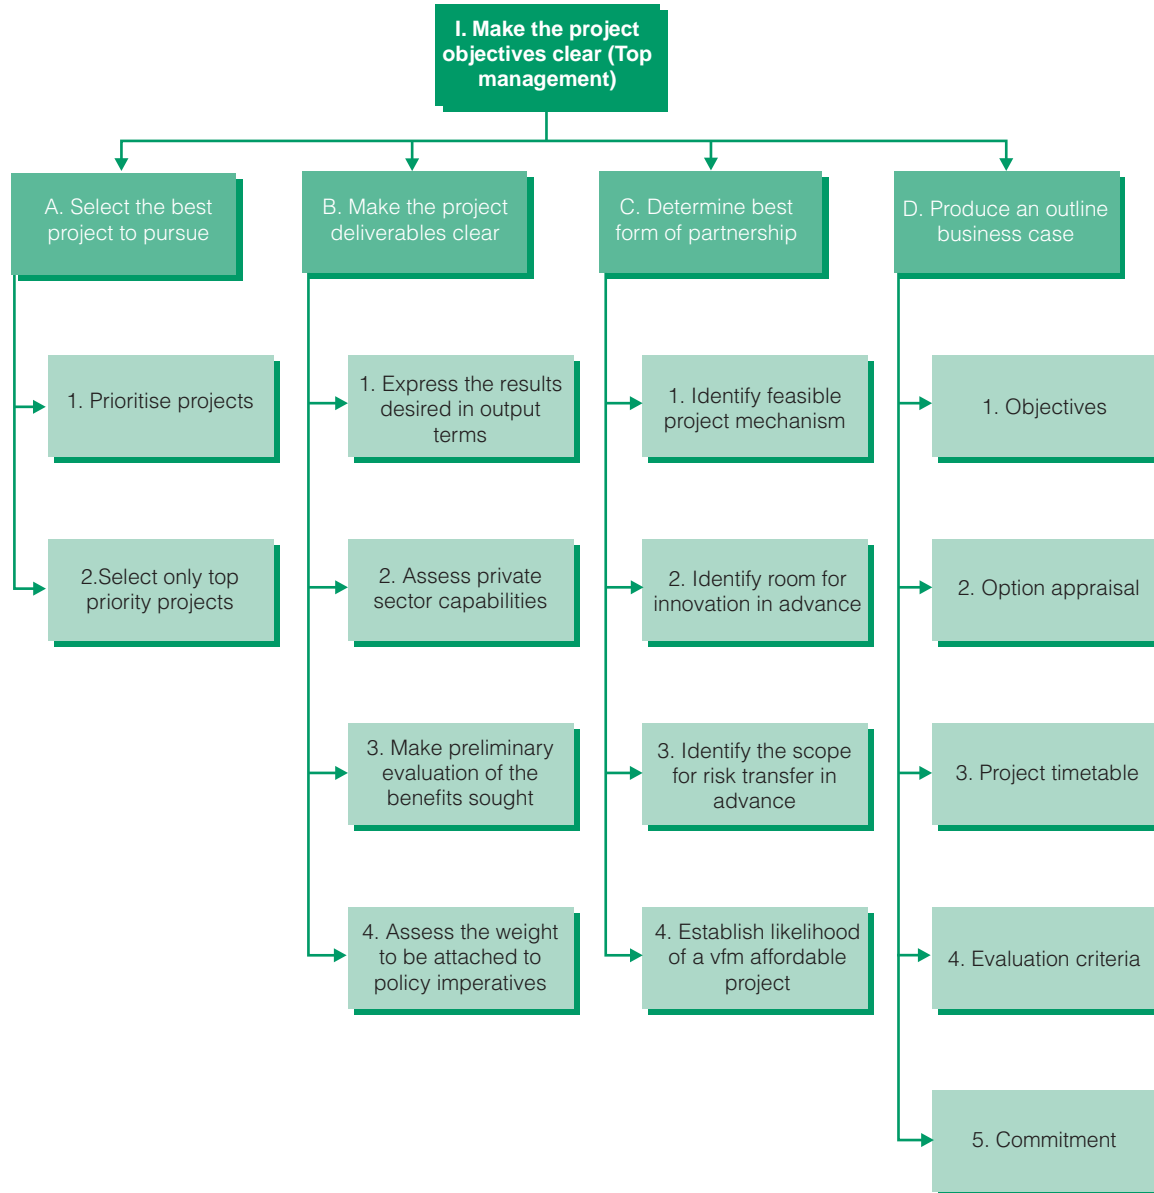 I. Make the project
objectives clear (Top
management)
A. Select the best
project to pursue
B. Make the project
deliverables clear
C. Determine best
form of partnership
D. Produce an outline
business case
1. Prioritise projects
2.Select only top
priority projects
1. Express the results
desired in output
terms
2. Assess private
sector capabilities
3. Make preliminary
evaluation of the
benefits sought
4. Assess the weight
to be attached to
policy imperatives
1. Identify feasible
project mechanism
2. Identify room for
innovation in advance
3. Identify the scope
for risk transfer in
advance
4. Establish likelihood
of a vfm affordable
project
1. Objectives
2. Option appraisal
3. Project timetable
4. Evaluation criteria
5. Commitment